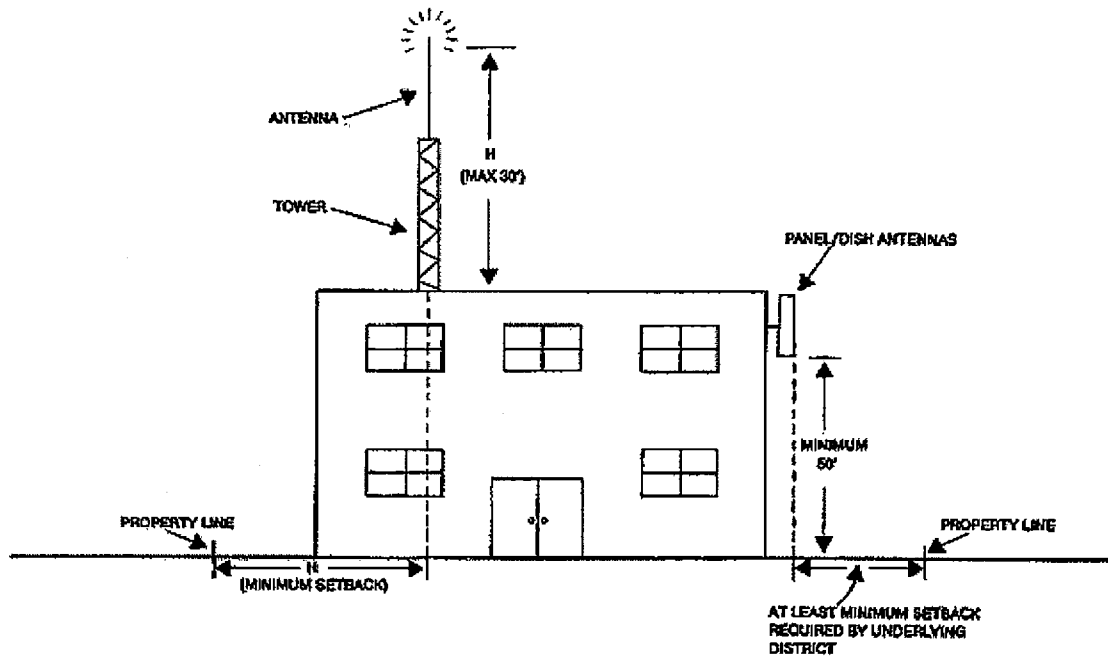 ANTENNA
H
(MAX 30')
TOWER
PANEL/DISH ANTENNAS
MINIMUM
50'
PROPERTY LINE
PROPERTY LINE
H
(MINIMUM SETBACK)
AT LEAST MINIMUM SETBACK
REQUIRED BY UNDERLYING
DISTRICT